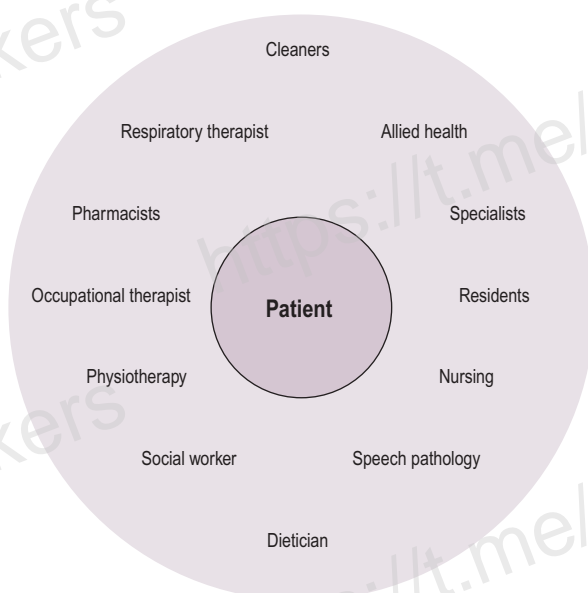 Cleaners
Respiratory therapist
Allied health
Pharmacists
Specialists
Occupational therapist
Patient
Residents
Physiotherapy
Nursing
Social worker
Speech pathology
Dietician
kers
https://t.me/
kers
://t.me/